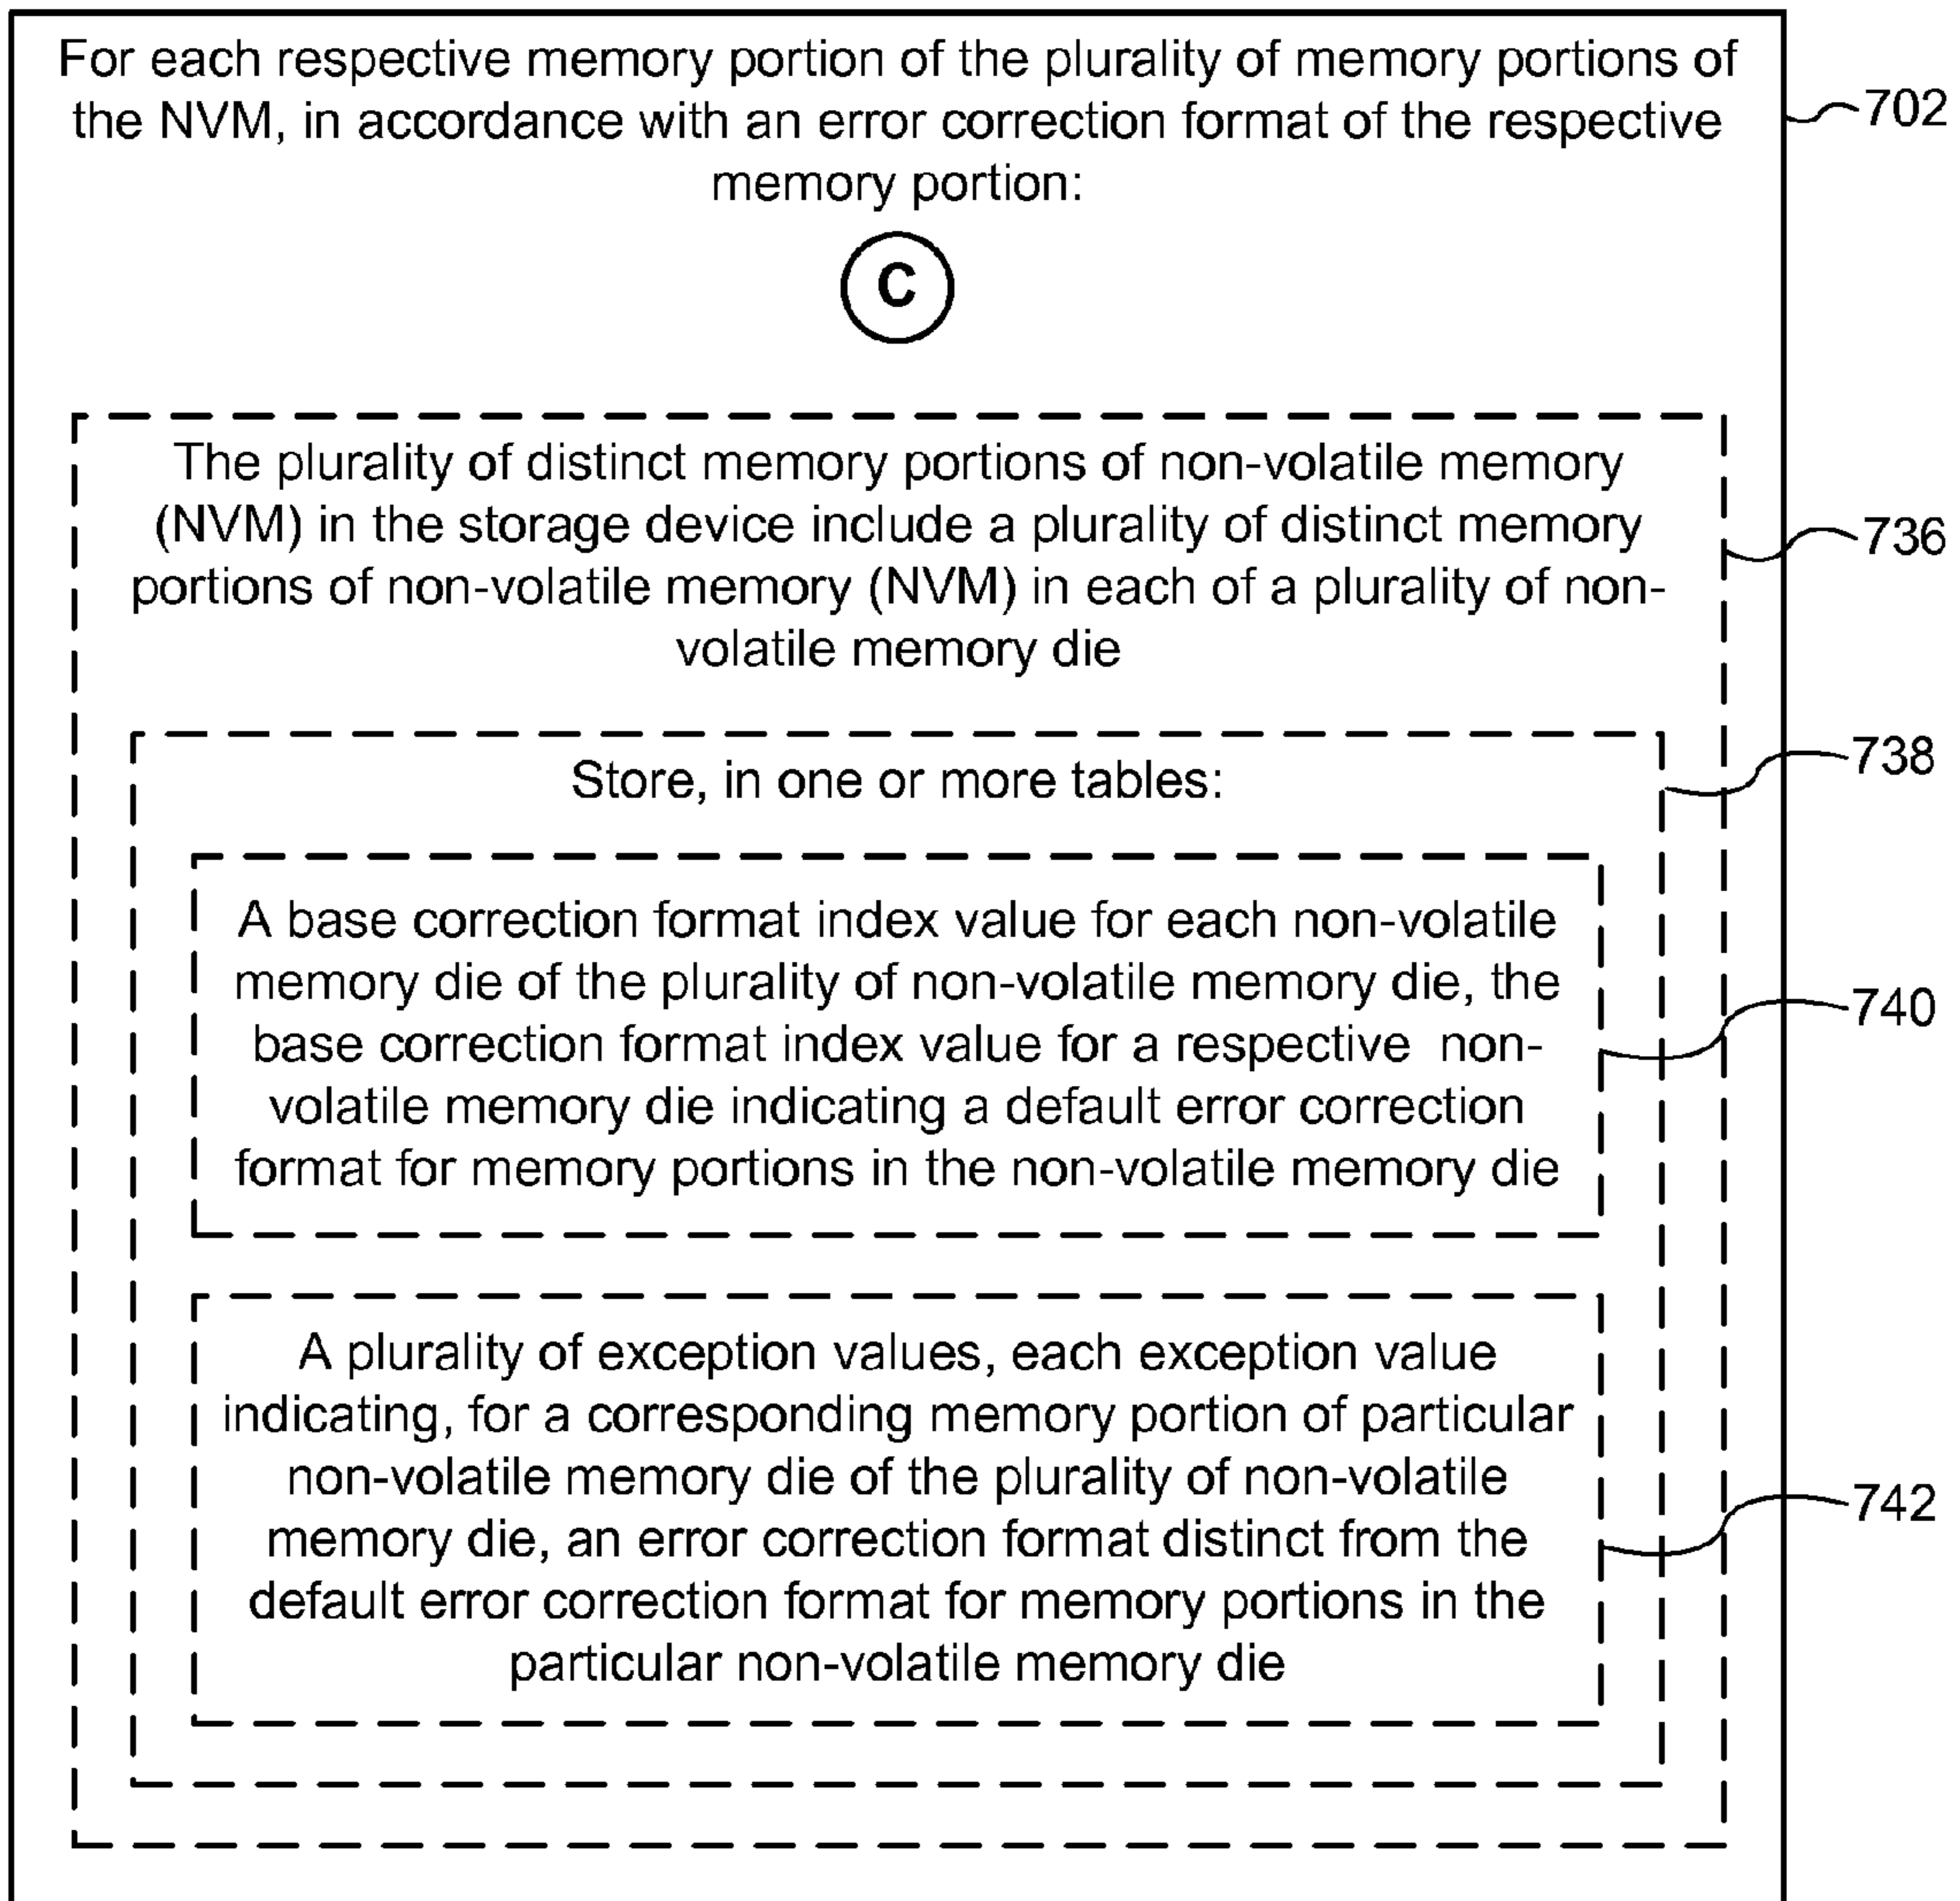 For each respective memory portion of the plurality of memory portions of
the NVM, in accordance with an error correction format of the respective
memory portion:
702
C
The plurality of distinct memory portions of non-volatile memory
(NVM) in the storage device include a plurality of distinct memory
portions of non-volatile memory (NVM) in each of a plurality of non-
volatile memory die
736
Store, in one or more tables:
738
A base correction format index value for each non-volatile
memory die of the plurality of non-volatile memory die, the
base correction format index value for a respective non-
volatile memory die indicating a default error correction
format for memory portions in the non-volatile memory die
740
A plurality of exception values, each exception value
indicating, for a corresponding memory portion of particular
non-volatile memory die of the plurality of non-volatile
memory die, an error correction format distinct from the
default error correction format for memory portions in the
particular non-volatile memory die
742